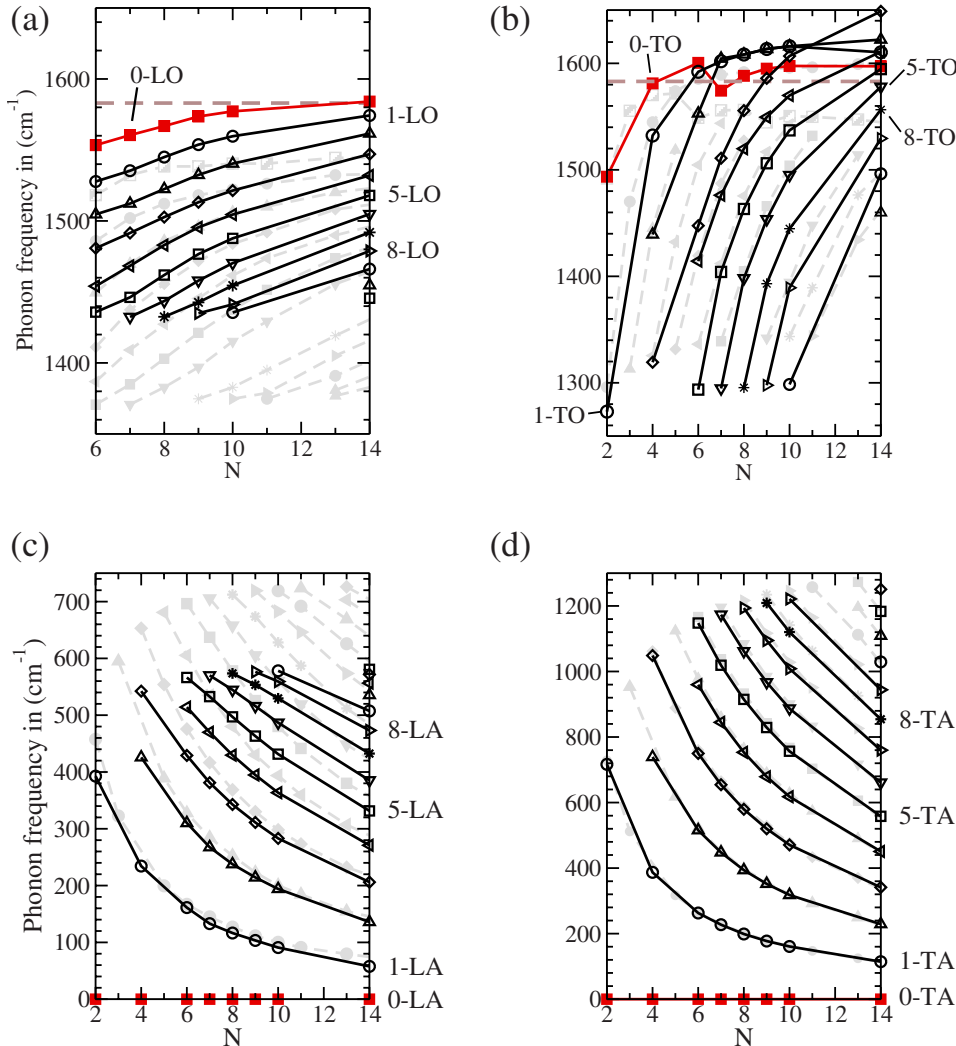 (a)
(b)
1600
1500
1400
Phonon frequency in (cm⁻¹)
0-LO
1-LO
5-LO
8-LO
6
8
10
12
14
N
1600
1500
1400
1300
0-TO
5-TO
8-TO
1-TO
2
4
6
8
10
12
14
N
(c)
(d)
700
600
500
400
300
200
100
0
Phonon frequency in (cm⁻¹)
8-LA
5-LA
1-LA
0-LA
2
4
6
8
10
12
14
N
1200
1000
800
600
400
200
0
8-TA
5-TA
1-TA
0-TA
2
4
6
8
10
12
14
N